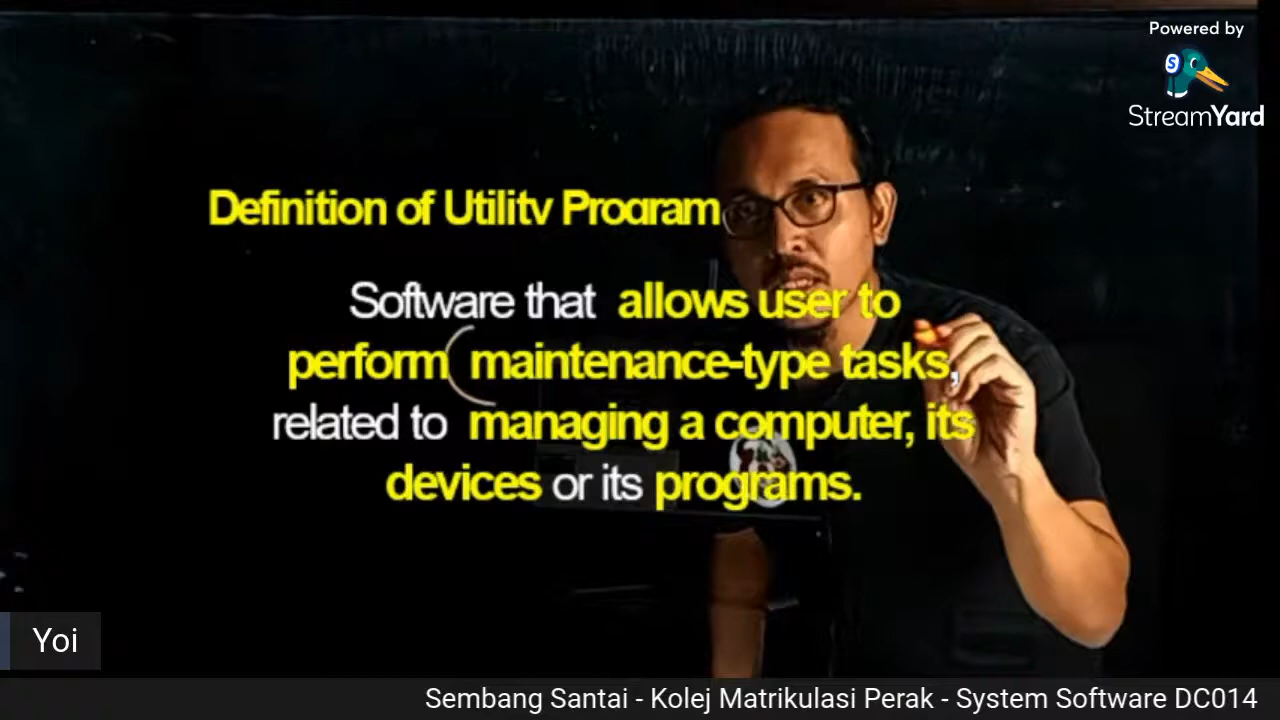 Powered by
StreamYard
Definition of Utility Program
Software that allows user to
perform maintenance-type tasks,
related to managing a computer, its
devices or its programs.
Yoi
Sembang Santai - Kolej Matrikulasi Perak - System Software DC014